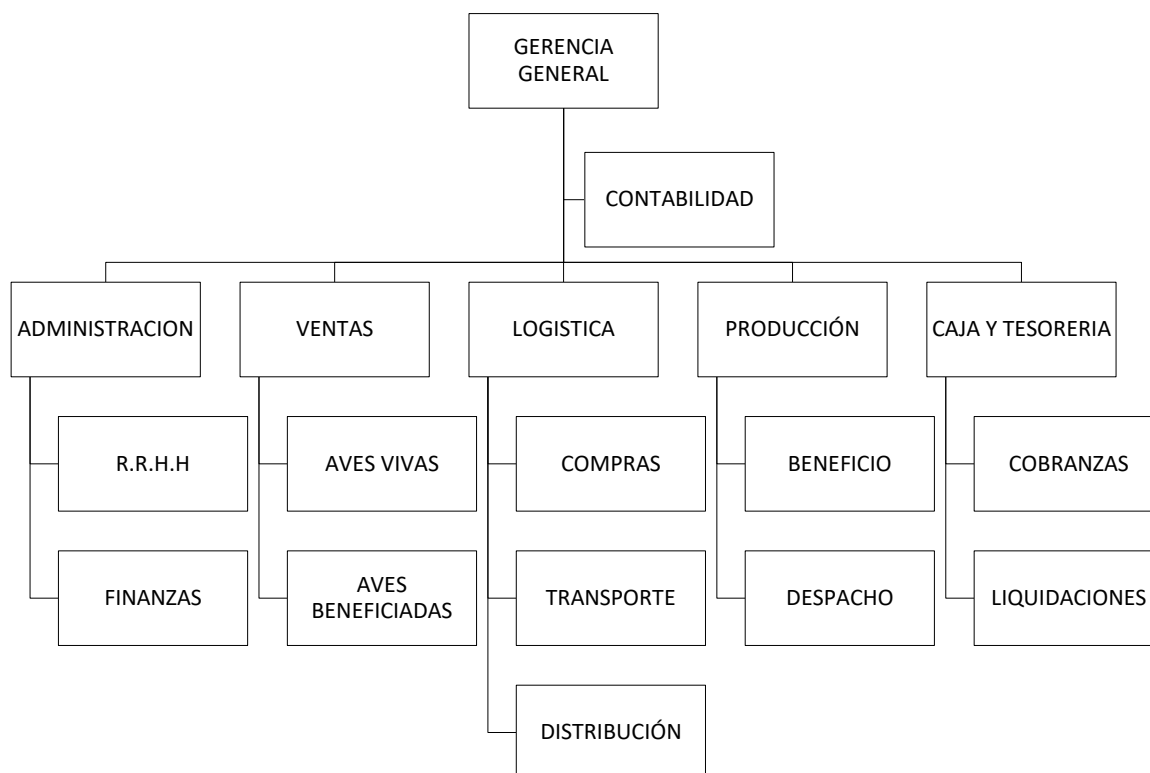 GERENCIA
GENERAL
CONTABILIDAD
ADMINISTRACION
VENTAS
LOGISTICA
PRODUCCIÓN
CAJA Y TESORERIA
R.R.H.H
AVES VIVAS
COMPRAS
BENEFICIO
COBRANZAS
FINANZAS
AVES
BENEFICIADAS
TRANSPORTE
DESPACHO
LIQUIDACIONES
DISTRIBUCIÓN